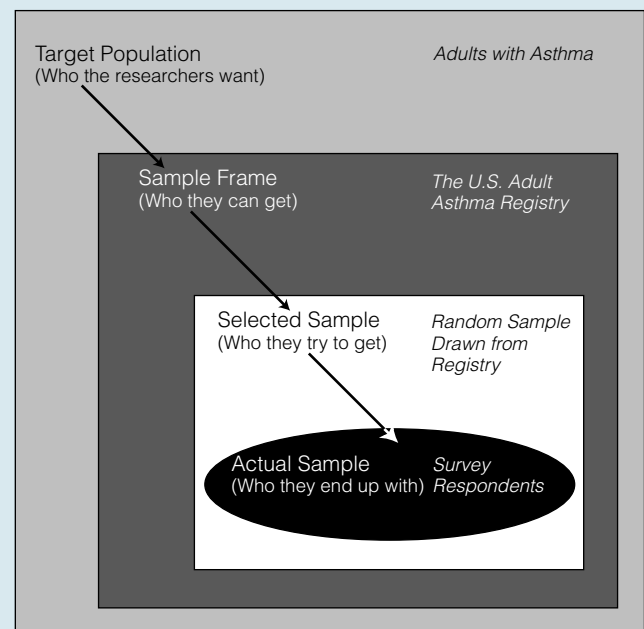 Target Population
(Who the researchers want)
Adults with Asthma
Sample Frame
(Who they can get)
The U.S. Adult
Asthma Registry
Selected Sample
(Who they try to get)
Random Sample
Drawn from
Registry
Actual Sample
(Who they end up with)
Survey
Respondents